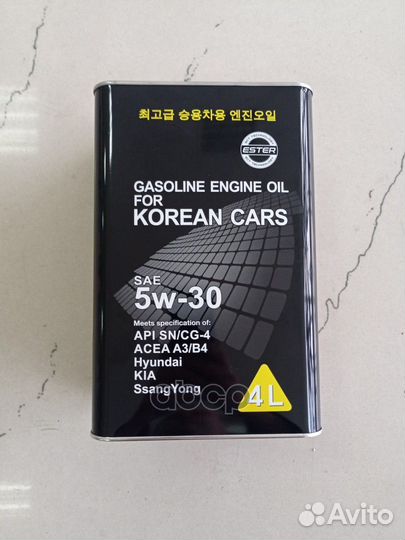 최고급 승용차용 엔진오일
ESTER
GASOLINE ENGINE OIL
FOR
KOREAN CARS
SAE
5w-30
Meets specification of:
API SN/CG-4
ACEA A3/B4
Hyundai
KIA
SsangYong
4 L
Avito